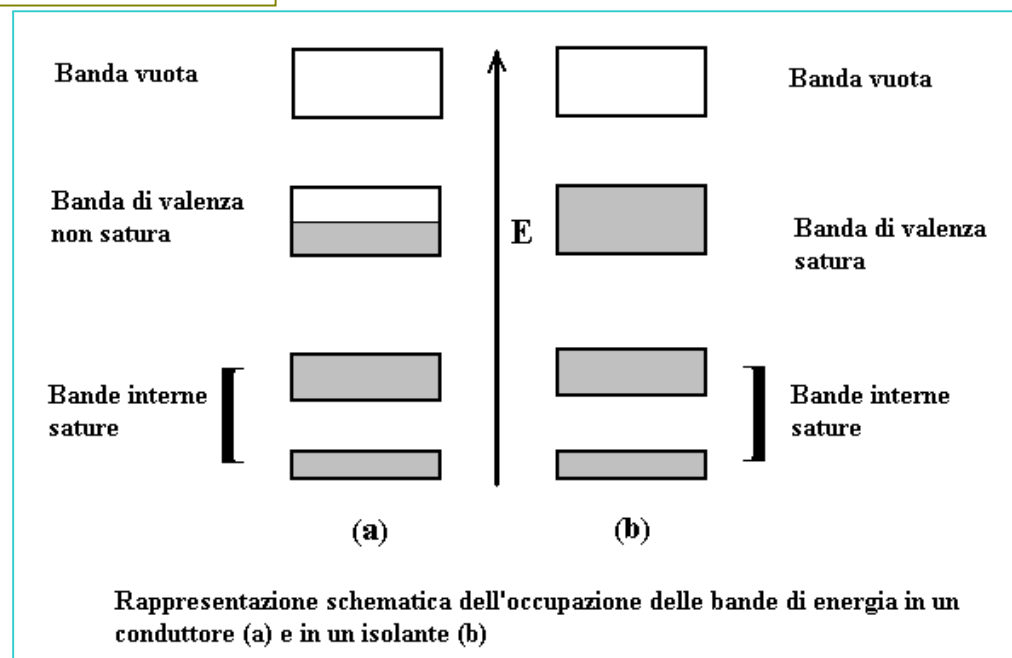 Banda vuota
Banda vuota
Banda di valenza
non satura
E
Banda di valenza
satura
Bande interne
sature
Bande interne
sature
(a)
(b)
Rappresentazione schematica dell'occupazione delle bande di energia in un
conduttore (a) e in un isolante (b)